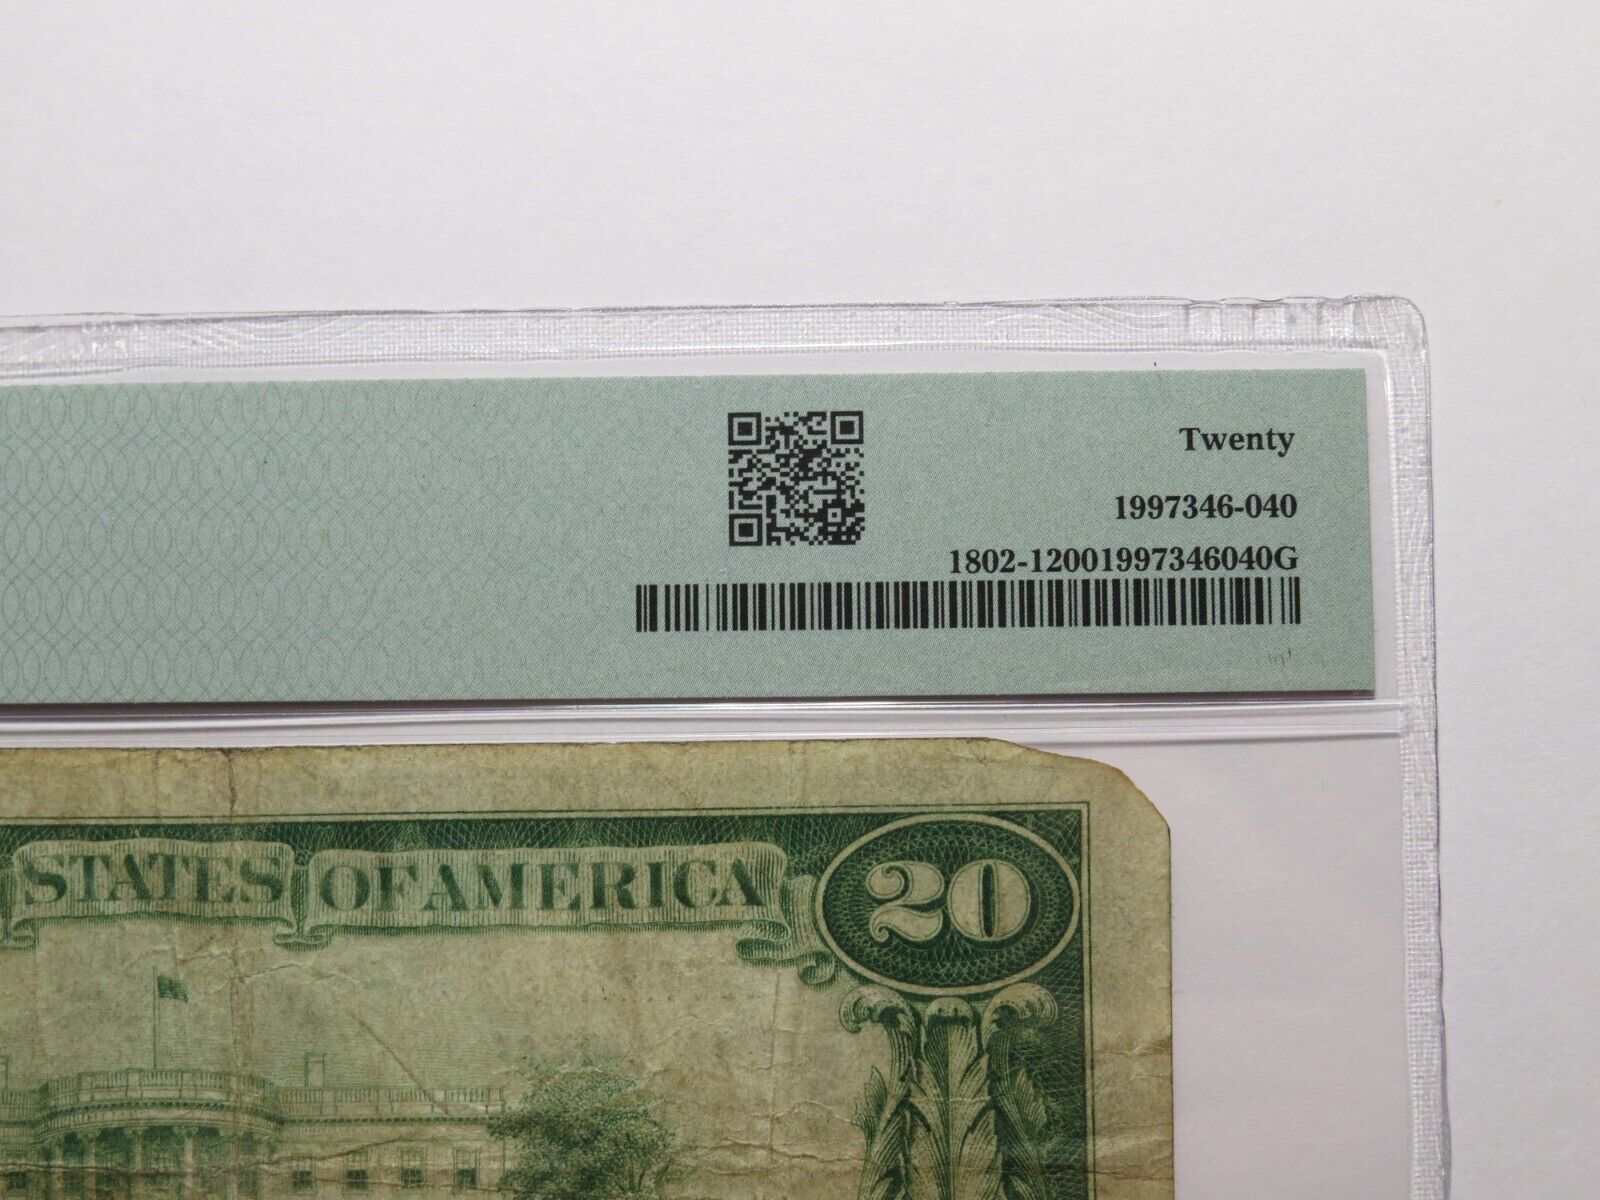 Twenty
1997346-040
1802-12001997346040G
STATES OF AMERICA 20